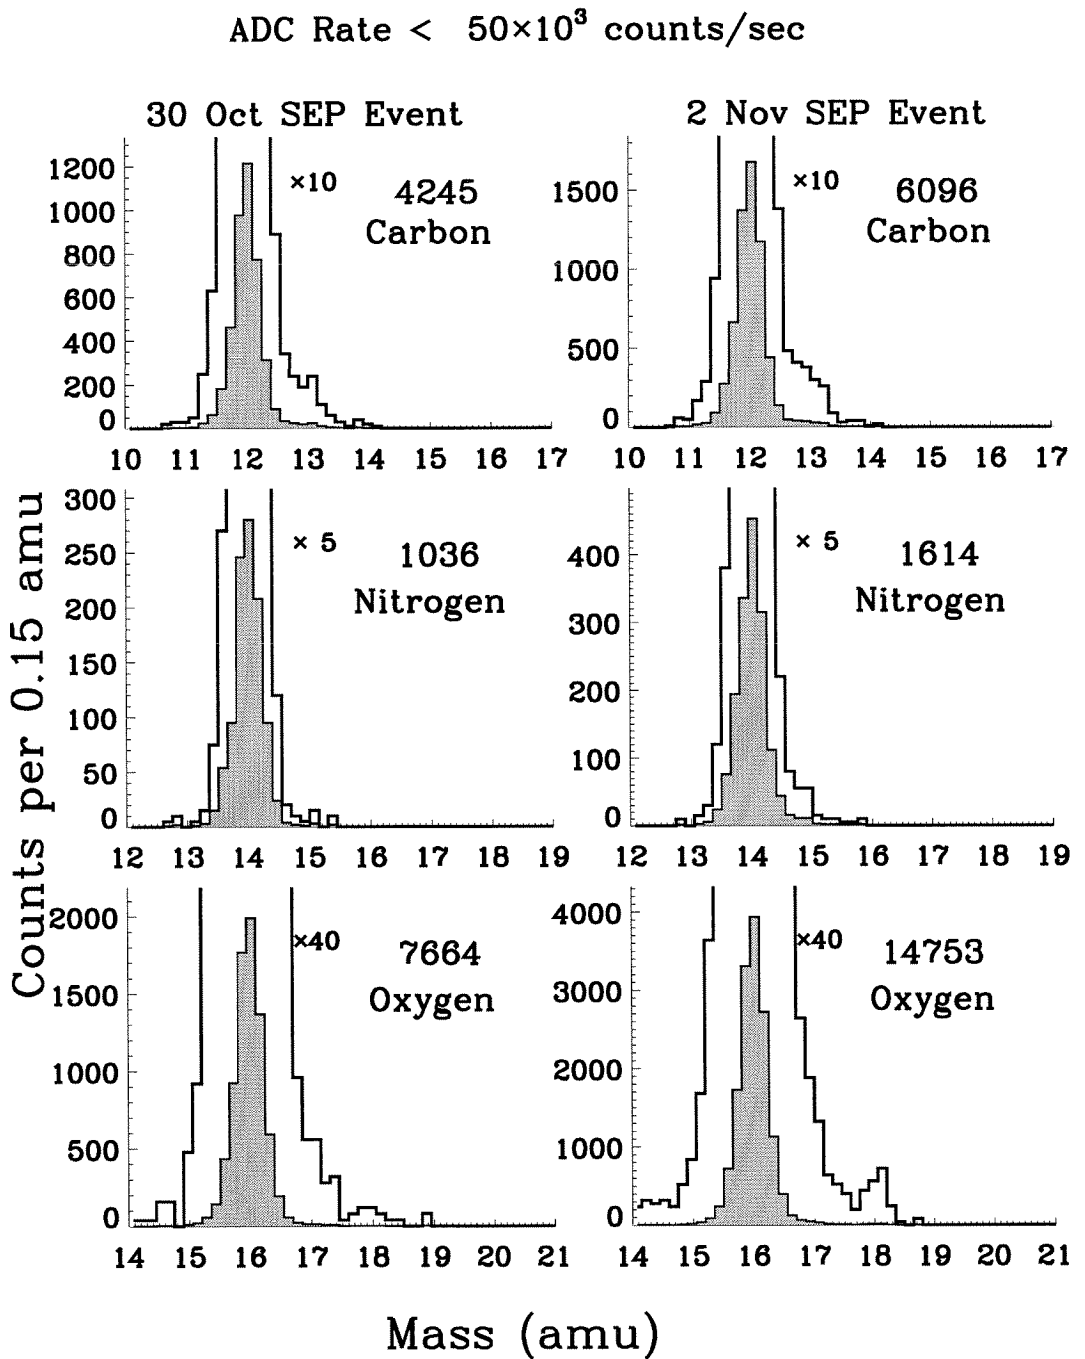 ADC Rate < 50×10³ counts/sec
30 Oct SEP Event
2 Nov SEP Event
Counts per 0.15 amu
1200
1000
800
600
400
200
0
×10
4245
Carbon
10 11 12 13 14 15 16 17
1500
1000
500
0
×10
6096
Carbon
10 11 12 13 14 15 16 17
300
250
200
150
100
50
0
× 5
1036
Nitrogen
12 13 14 15 16 17 18 19
400
300
200
100
0
× 5
1614
Nitrogen
12 13 14 15 16 17 18 19
2000
1500
1000
500
0
×40
7664
Oxygen
14 15 16 17 18 19 20 21
4000
3000
2000
1000
0
×40
14753
Oxygen
14 15 16 17 18 19 20 21
Mass (amu)